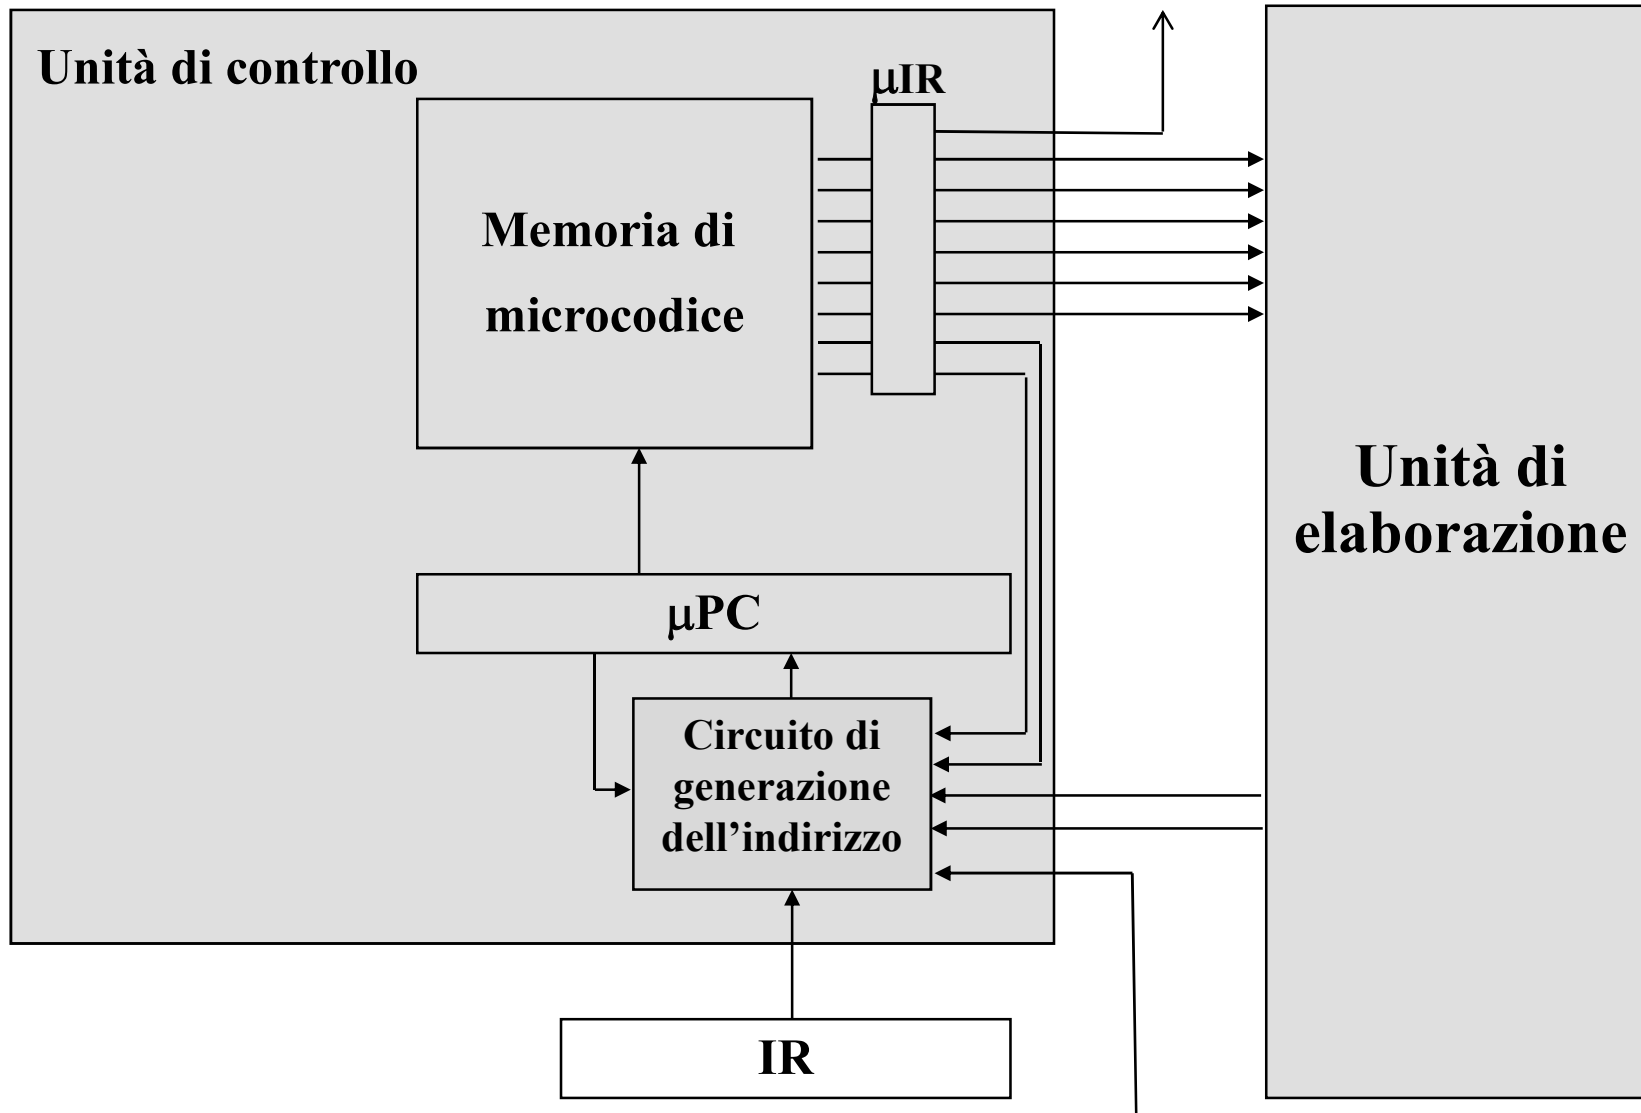 Unità di controllo
μIR
Memoria di
microcodice
Unità di
elaborazione
μPC
Circuito di
generazione
dell’indirizzo
IR